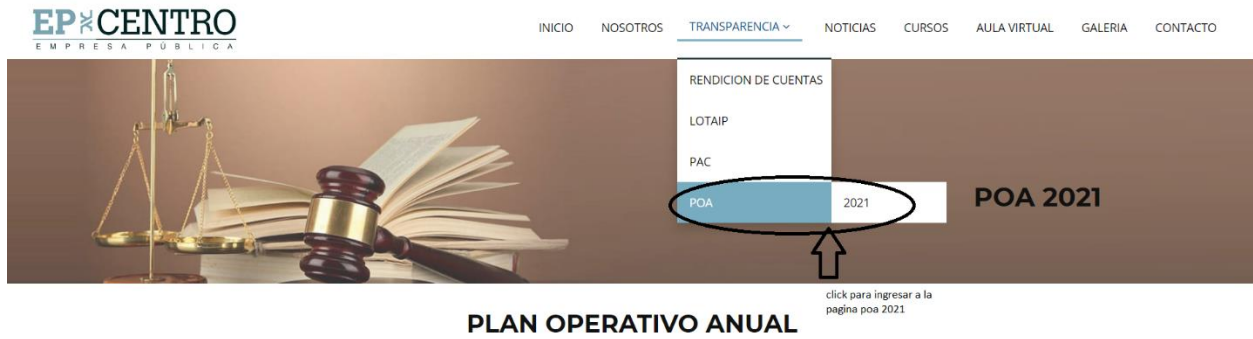 EP CENTRO
EMPRESA PÚBLICA
INICIO NOSOTROS TRANSPARENCIA NOTICIAS CURSOS AULA VIRTUAL GALERIA CONTACTO
RENDICION DE CUENTAS
LOTAIP
PAC
POA 2021
POA 2021
click para ingresar a la
pagina poa 2021
PLAN OPERATIVO ANUAL